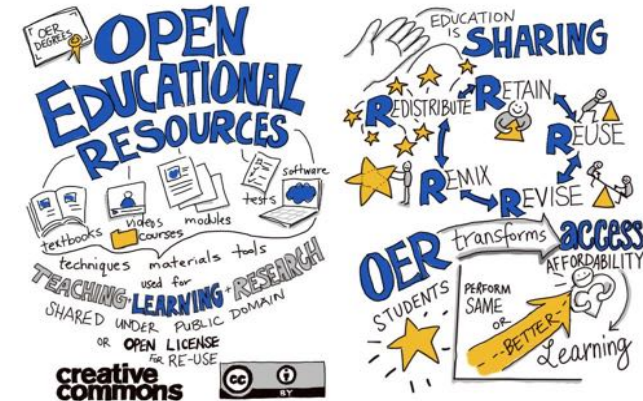 OER
DEGREES
OPEN
EDUCATIONAL
RESOURCES
textbooks
videos
courses
modules
tests
software
techniques materials tools
used for
TEACHING + LEARNING + RESEARCH
SHARED UNDER PUBLIC DOMAIN
OR OPEN LICENSE
FOR RE-USE
creative
commons
cc
BY
EDUCATION
IS
SHARING
REDISTRIBUTE
RETAIN
REUSE
REVISE
REMIX
OER
transforms
access
AFFORDABILITY
STUDENTS
PERFORM
SAME
OR
BETTER
Learning